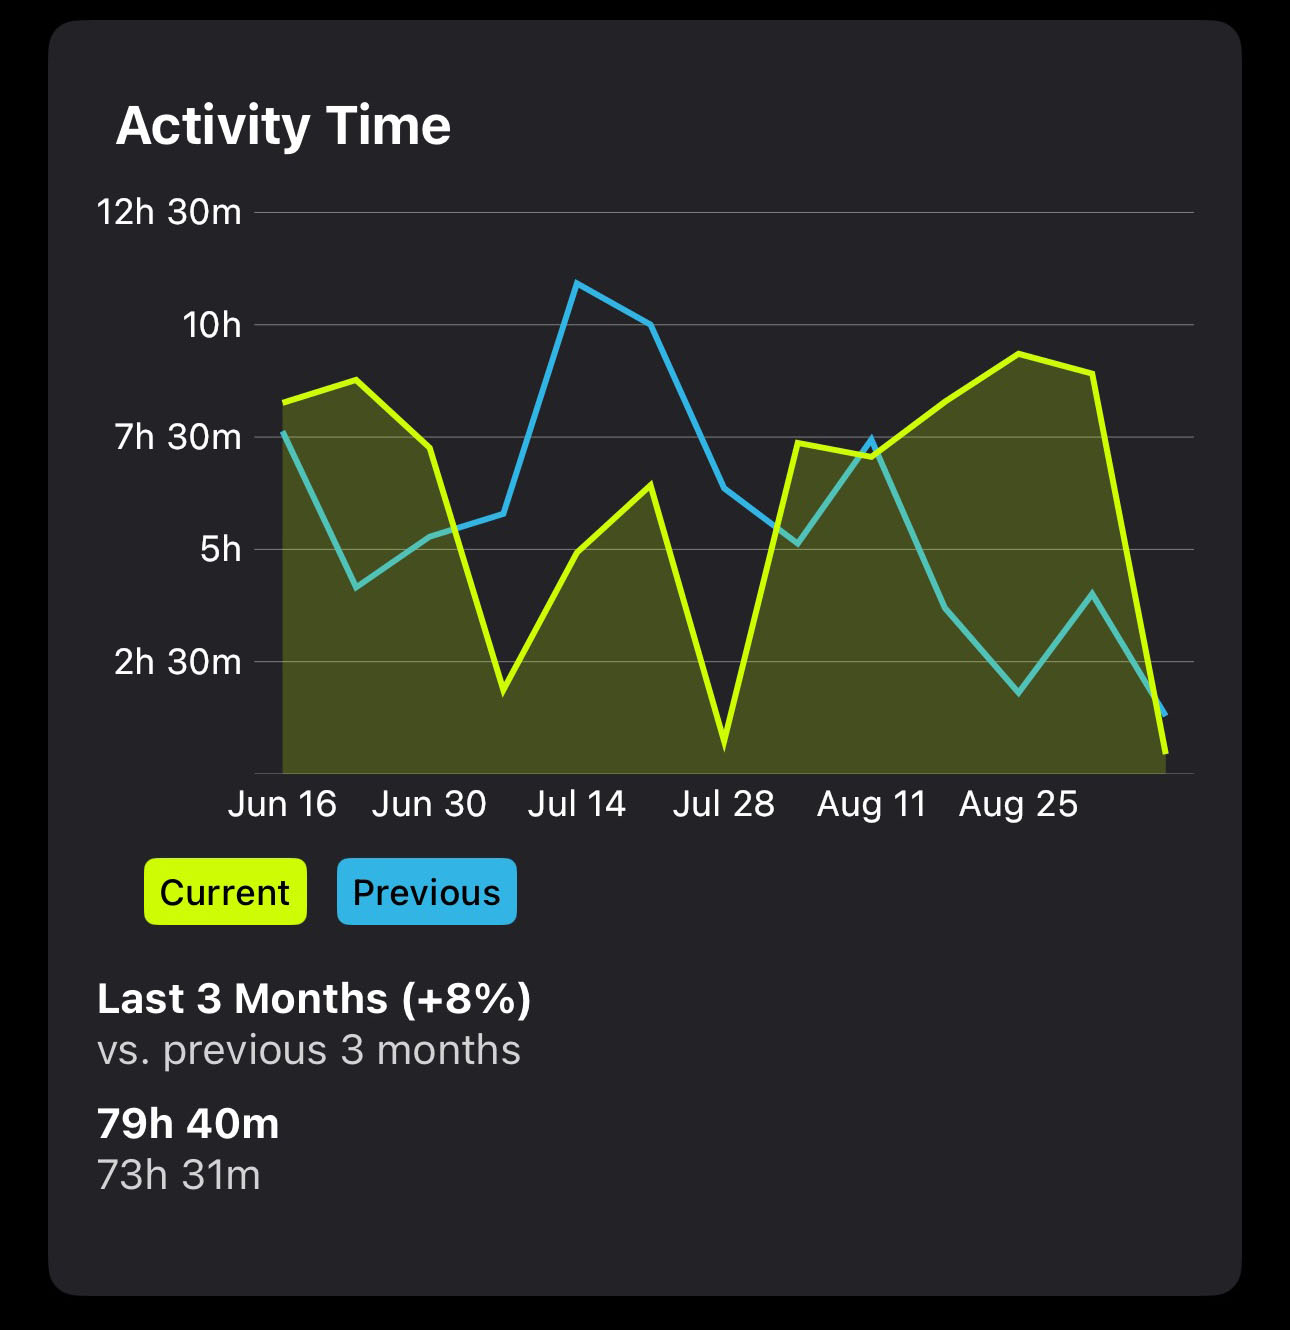 Activity Time
12h 30m
10h
7h 30m
5h
2h 30m
Jun 16 Jun 30 Jul 14 Jul 28 Aug 11 Aug 25
Current Previous
Last 3 Months (+8%)
vs. previous 3 months
79h 40m
73h 31m